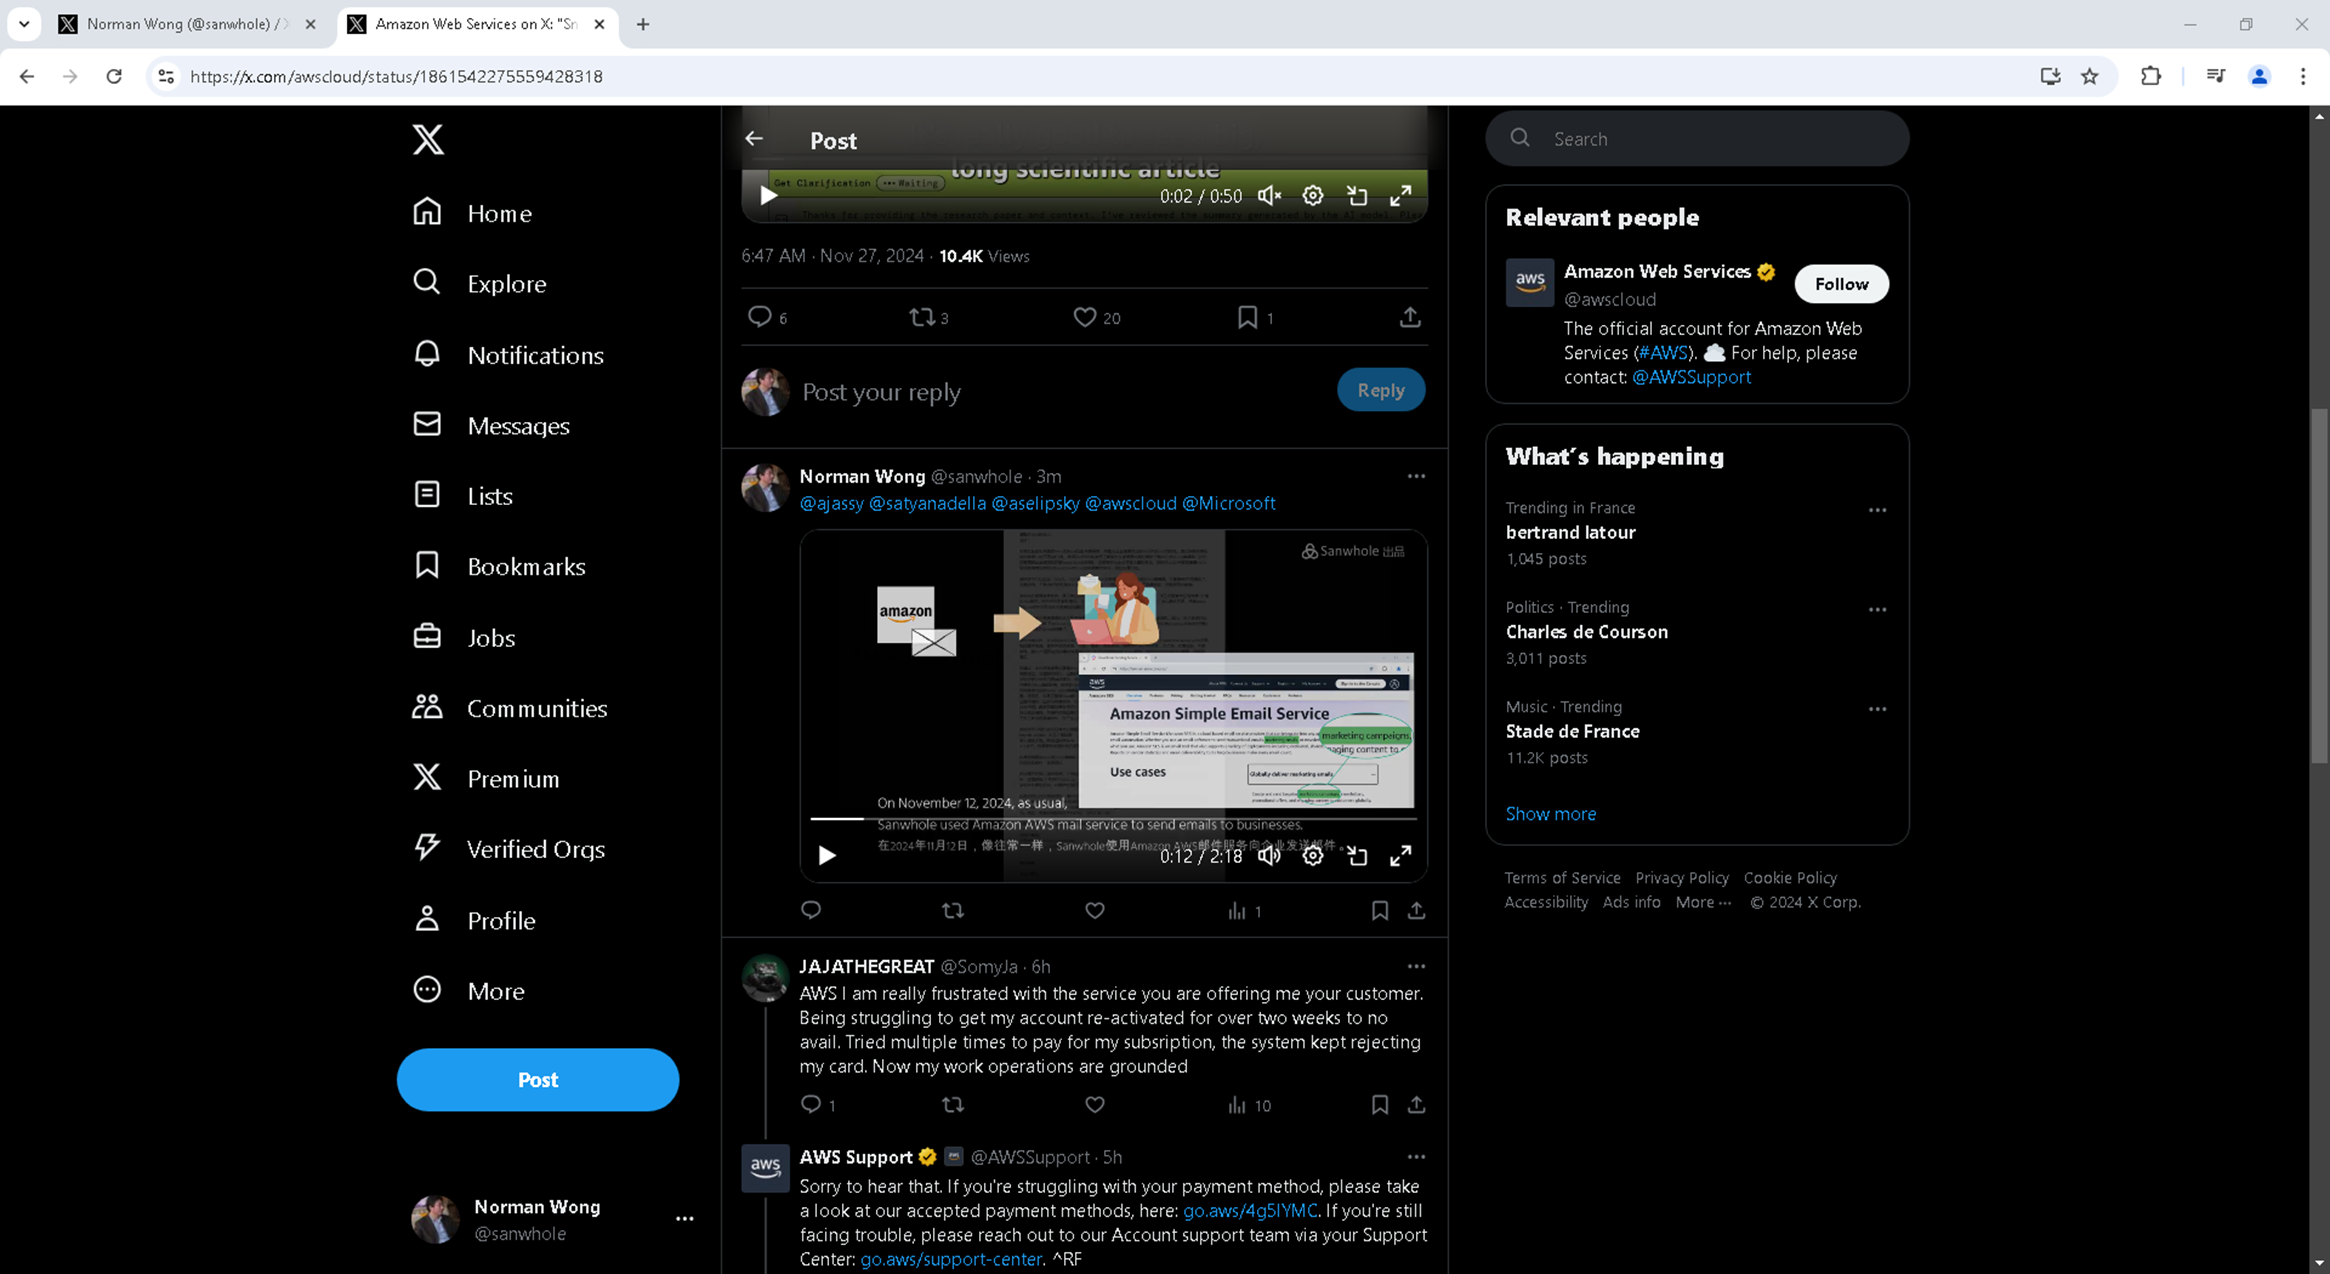 Norman Wong (@sanwhole) / X
Amazon Web Services on X: "Sn
https://x.com/awscloud/status/1861542275559428318
Home
Explore
Notifications
Messages
Lists
Bookmarks
Jobs
Communities
Premium
Verified Orgs
Profile
More
Post
Norman Wong
@sanwhole
Post
long scientific article
Get Clarification
Waiting
0:02 / 0:50
Thanks for providing the research paper and context. I've reviewed the summary generated by the AI model.
6:47 AM · Nov 27, 2024 · 10.4K Views
6
3
20
1
Post your reply
Reply
Norman Wong @sanwhole · 3m
@ajassy @satyanadella @aselipsky @awscloud @Microsoft
Sanwhole 出品
amazon
aws
Amazon Simple Email Service
marketing campaigns
aging content to
Use cases
Globally deliver marketing emails
On November 12, 2024, as usual,
Sanwhole used Amazon AWS mail service to send emails to businesses.
在2024年11月12日，像往常一样，Sanwhole使用Amazon AWS邮件服务向企业发送邮件。
0:12 / 2:18
1
JAJATHEGREAT @SomyJa · 6h
AWS I am really frustrated with the service you are offering me your customer.
Being struggling to get my account re-activated for over two weeks to no
avail. Tried multiple times to pay for my subsription, the system kept rejecting
my card. Now my work operations are grounded
1
10
aws
AWS Support @AWSSupport · 5h
Sorry to hear that. If you're struggling with your payment method, please take
a look at our accepted payment methods, here: go.aws/4g5IYMC. If you're still
facing trouble, please reach out to our Account support team via your Support
Center: go.aws/support-center. ^RF
Search
Relevant people
aws
Amazon Web Services
@awscloud
Follow
The official account for Amazon Web
Services (#AWS). For help, please
contact: @AWSSupport
What's happening
Trending in France
bertrand latour
1,045 posts
Politics · Trending
Charles de Courson
3,011 posts
Music · Trending
Stade de France
11.2K posts
Show more
Terms of Service Privacy Policy Cookie Policy
Accessibility Ads info More ··· © 2024 X Corp.